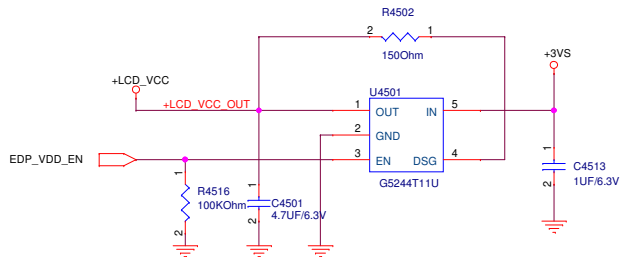 R4502
2
1
150Ohm
+3VS
+LCD_VCC
+LCD_VCC_OUT
U4501
1
OUT
IN
5
2
GND
EDP_VDD_EN
3
EN
DSG
4
G5244T11U
1
R4516
100KOhm
2
1
C4501
4.7UF/6.3V
2
1
C4513
1UF/6.3V
2